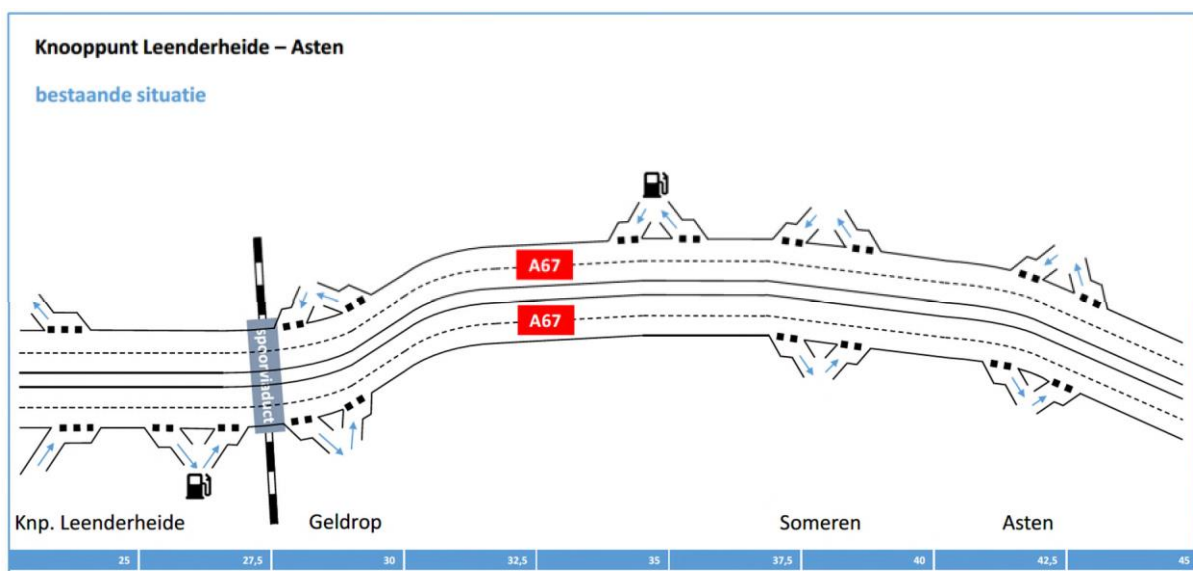 Knooppunt Leenderheide – Asten
bestaande situatie
A67
A67
spoorviaduct
Knp. Leenderheide
Geldrop
Someren
Asten
25
27,5
30
32,5
35
37,5
40
42,5
45